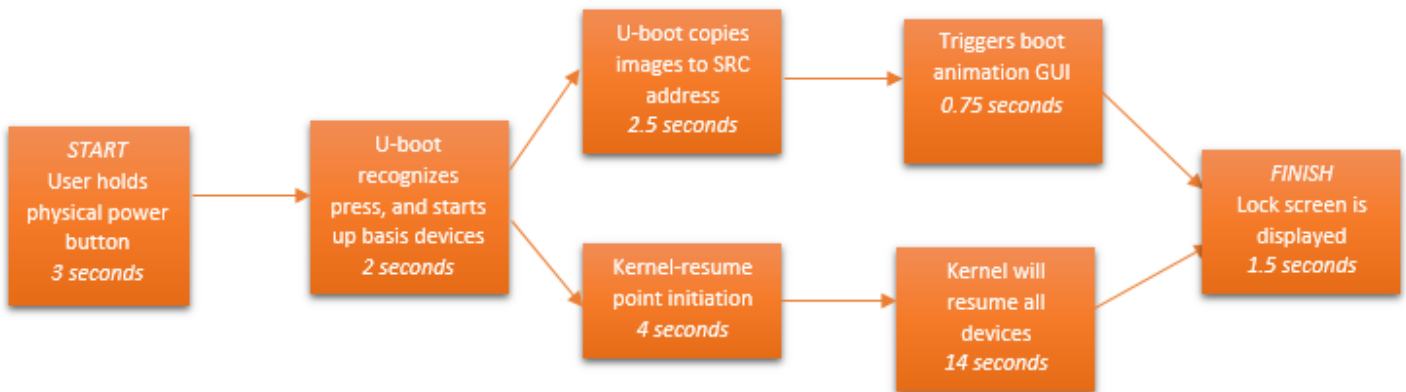 START
User holds
physical power
button
3 seconds
U-boot
recognizes
press, and starts
up basis devices
2 seconds
U-boot copies
images to SRC
address
2.5 seconds
Triggers boot
animation GUI
0.75 seconds
Kernel-resume
point initiation
4 seconds
Kernel will
resume all
devices
14 seconds
FINISH
Lock screen is
displayed
1.5 seconds